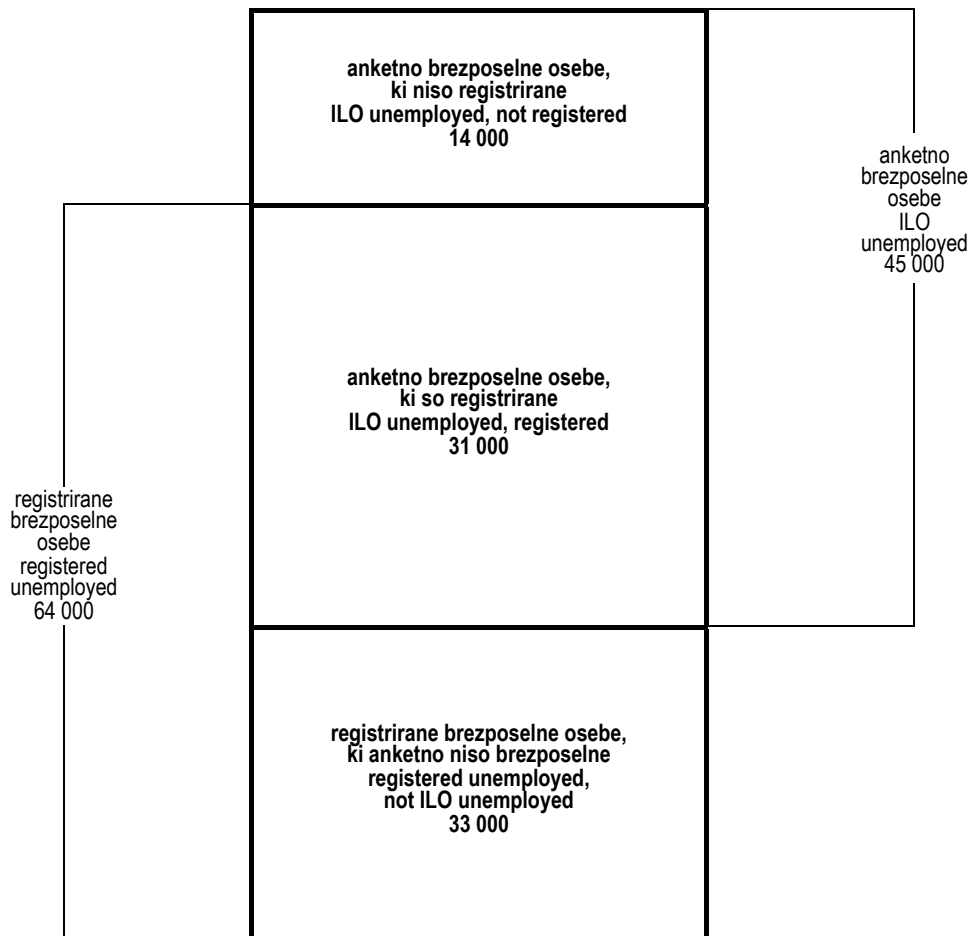 anketno brezposelne osebe,
ki niso registrirane
ILO unemployed, not registered
14 000
anketno
brezposelne
osebe
ILO
unemployed
45 000
anketno brezposelne osebe,
ki so registrirane
ILO unemployed, registered
31 000
registrirane
brezposelne
osebe
registered
unemployed
64 000
registrirane brezposelne osebe,
ki anketno niso brezposelne
registered unemployed,
not ILO unemployed
33 000